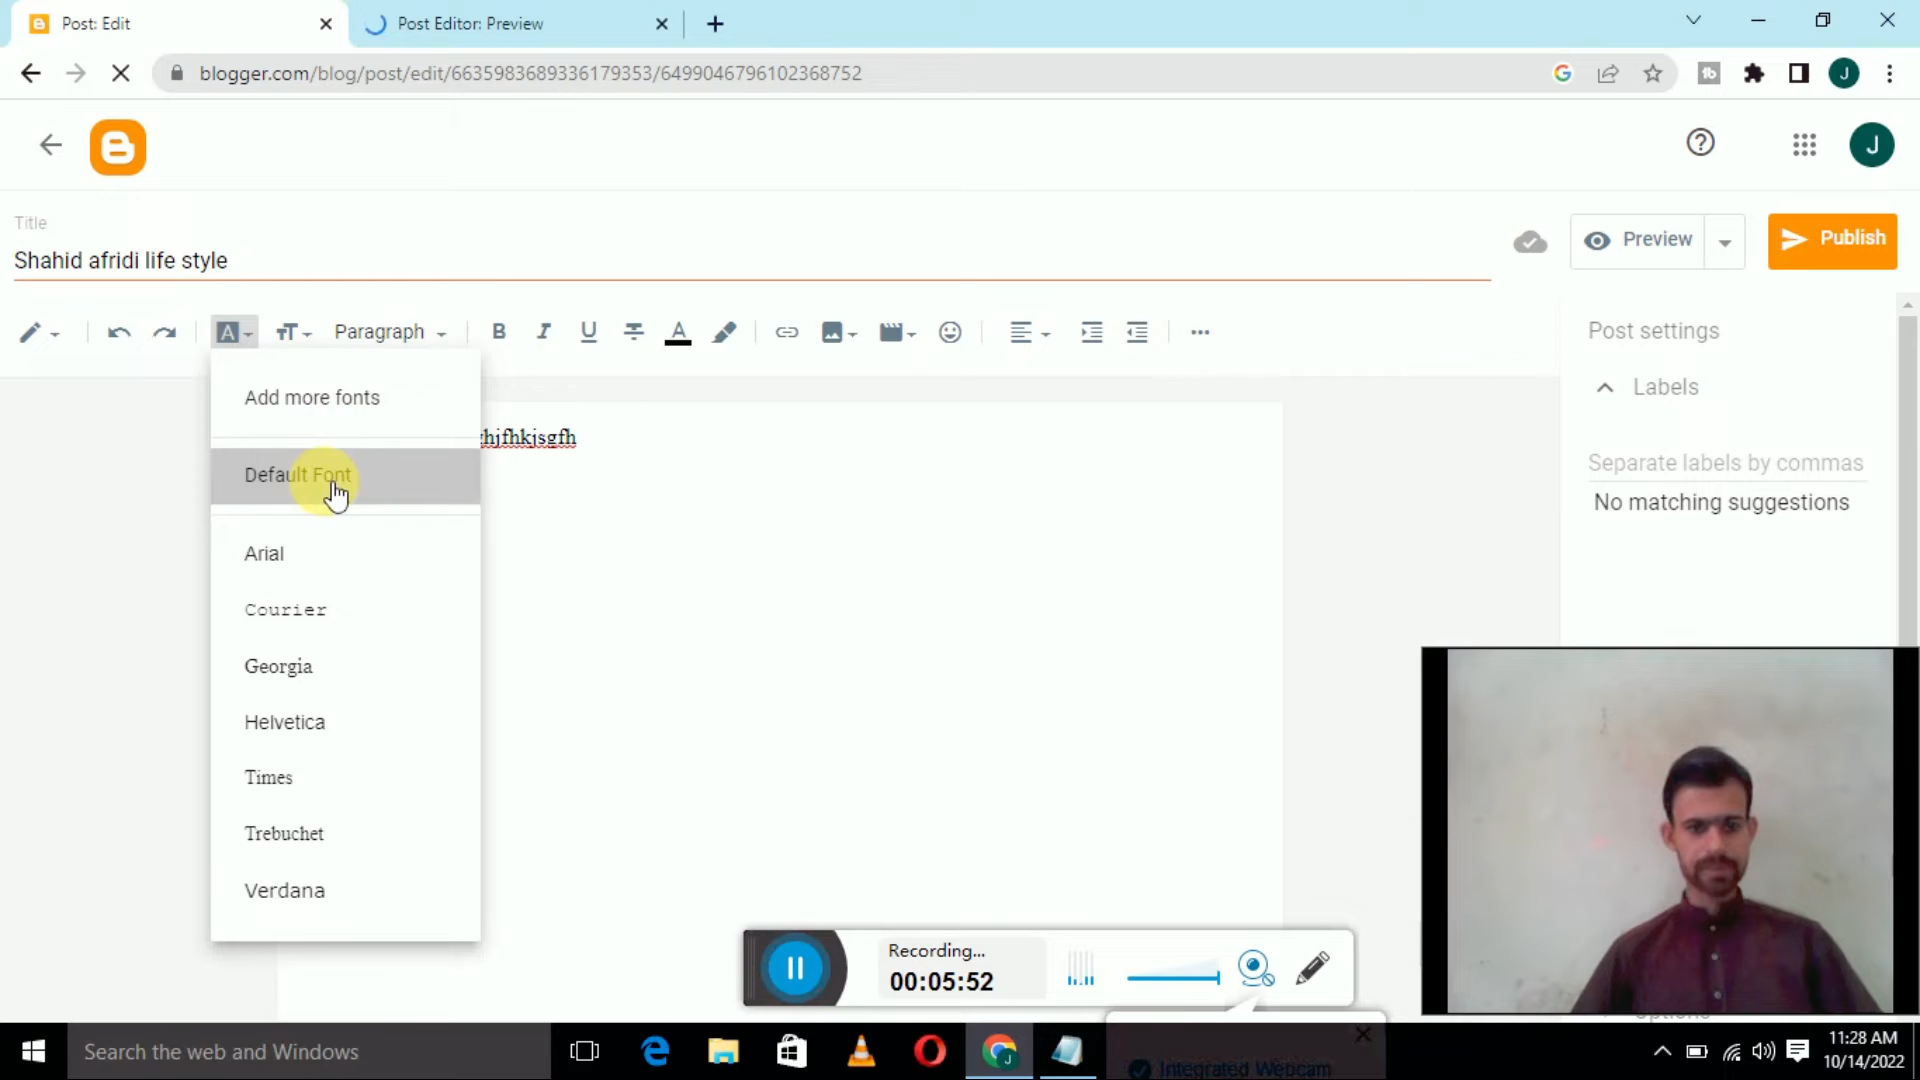 Post: Edit
Post Editor: Preview
blogger.com/blog/post/edit/6635983689336179353/6499046796102368752
J
J
Title
Shahid afridi life style
Preview
Publish
Paragraph
Post settings
Labels
Separate labels by commas
No matching suggestions
Add more fonts
Default Font
Arial
Courier
Georgia
Helvetica
Times
Trebuchet
Verdana
hjfhkjsgfh
Recording...
00:05:52
Integrated Webcam
Options
Search the web and Windows
11:28 AM
10/14/2022